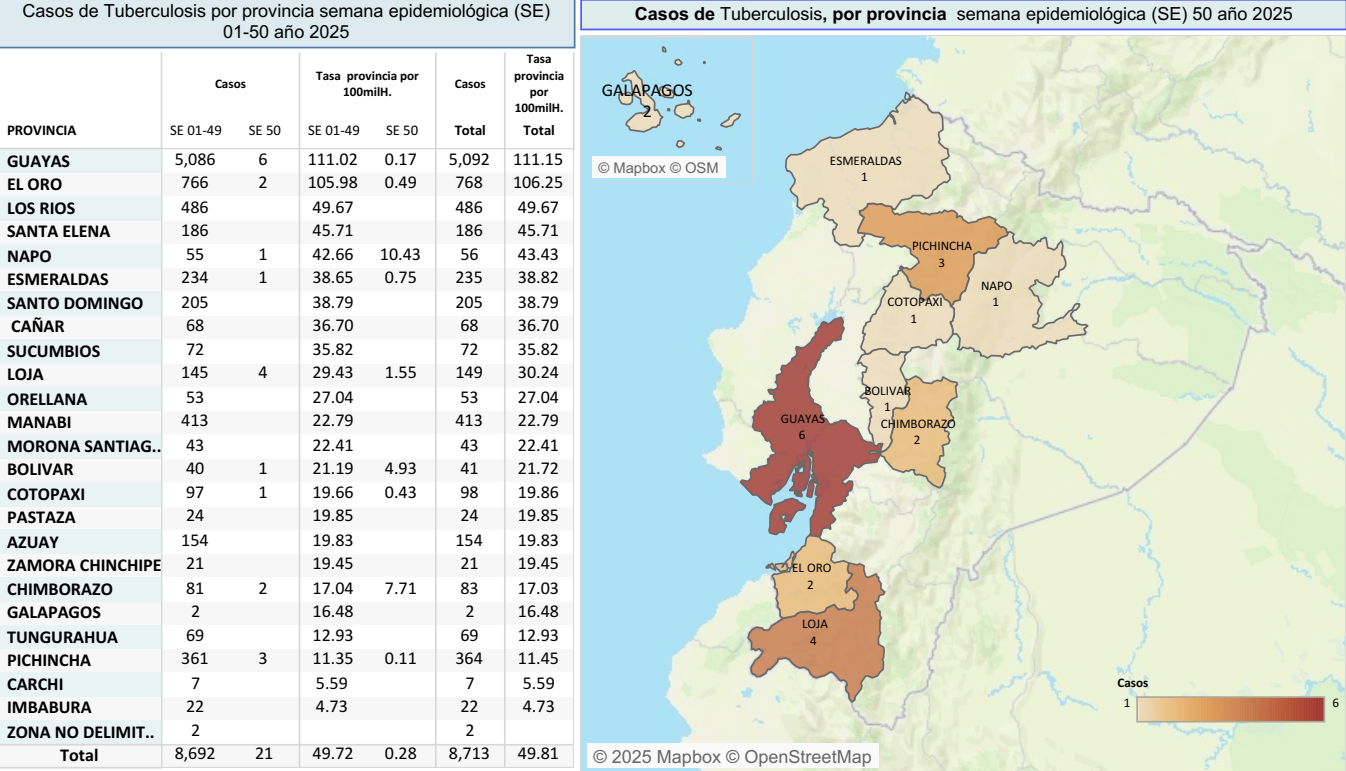 Casos de Tuberculosis por provincia semana epidemiológica (SE)
01-50 año 2025
Casos
Tasa provincia por
100milH.
Casos
Tasa
provincia
por
100milH.
PROVINCIA SE 01-49 SE 50 SE 01-49 SE 50 Total Total
GUAYAS 5,086 6 111.02 0.17 5,092 111.15
EL ORO 766 2 105.98 0.49 768 106.25
LOS RIOS 486 49.67 486 49.67
SANTA ELENA 186 45.71 186 45.71
NAPO 55 1 42.66 10.43 56 43.43
ESMERALDAS 234 1 38.65 0.75 235 38.82
SANTO DOMINGO 205 38.79 205 38.79
CAÑAR 68 36.70 68 36.70
SUCUMBIOS 72 35.82 72 35.82
LOJA 145 4 29.43 1.55 149 30.24
ORELLANA 53 27.04 53 27.04
MANABI 413 22.79 413 22.79
MORONA SANTIAG.. 43 22.41 43 22.41
BOLIVAR 40 1 21.19 4.93 41 21.72
COTOPAXI 97 1 19.66 0.43 98 19.86
PASTAZA 24 19.85 24 19.85
AZUAY 154 19.83 154 19.83
ZAMORA CHINCHIPE 21 19.45 21 19.45
CHIMBORAZO 81 2 17.04 7.71 83 17.03
GALAPAGOS 2 16.48 2 16.48
TUNGURAHUA 69 12.93 69 12.93
PICHINCHA 361 3 11.35 0.11 364 11.45
CARCHI 7 5.59 7 5.59
IMBABURA 22 4.73 22 4.73
ZONA NO DELIMIT.. 2 2
Total 8,692 21 49.72 0.28 8,713 49.81
Casos de Tuberculosis, por provincia semana epidemiológica (SE) 50 año 2025
GALAPAGOS
2
© Mapbox © OSM
ESMERALDAS
1
PICHINCHA
3
NAPO
1
COTOPAXI
1
BOLIVAR
1
CHIMBORAZO
2
GUAYAS
6
EL ORO
2
LOJA
4
Casos
1 6
© 2025 Mapbox © OpenStreetMap